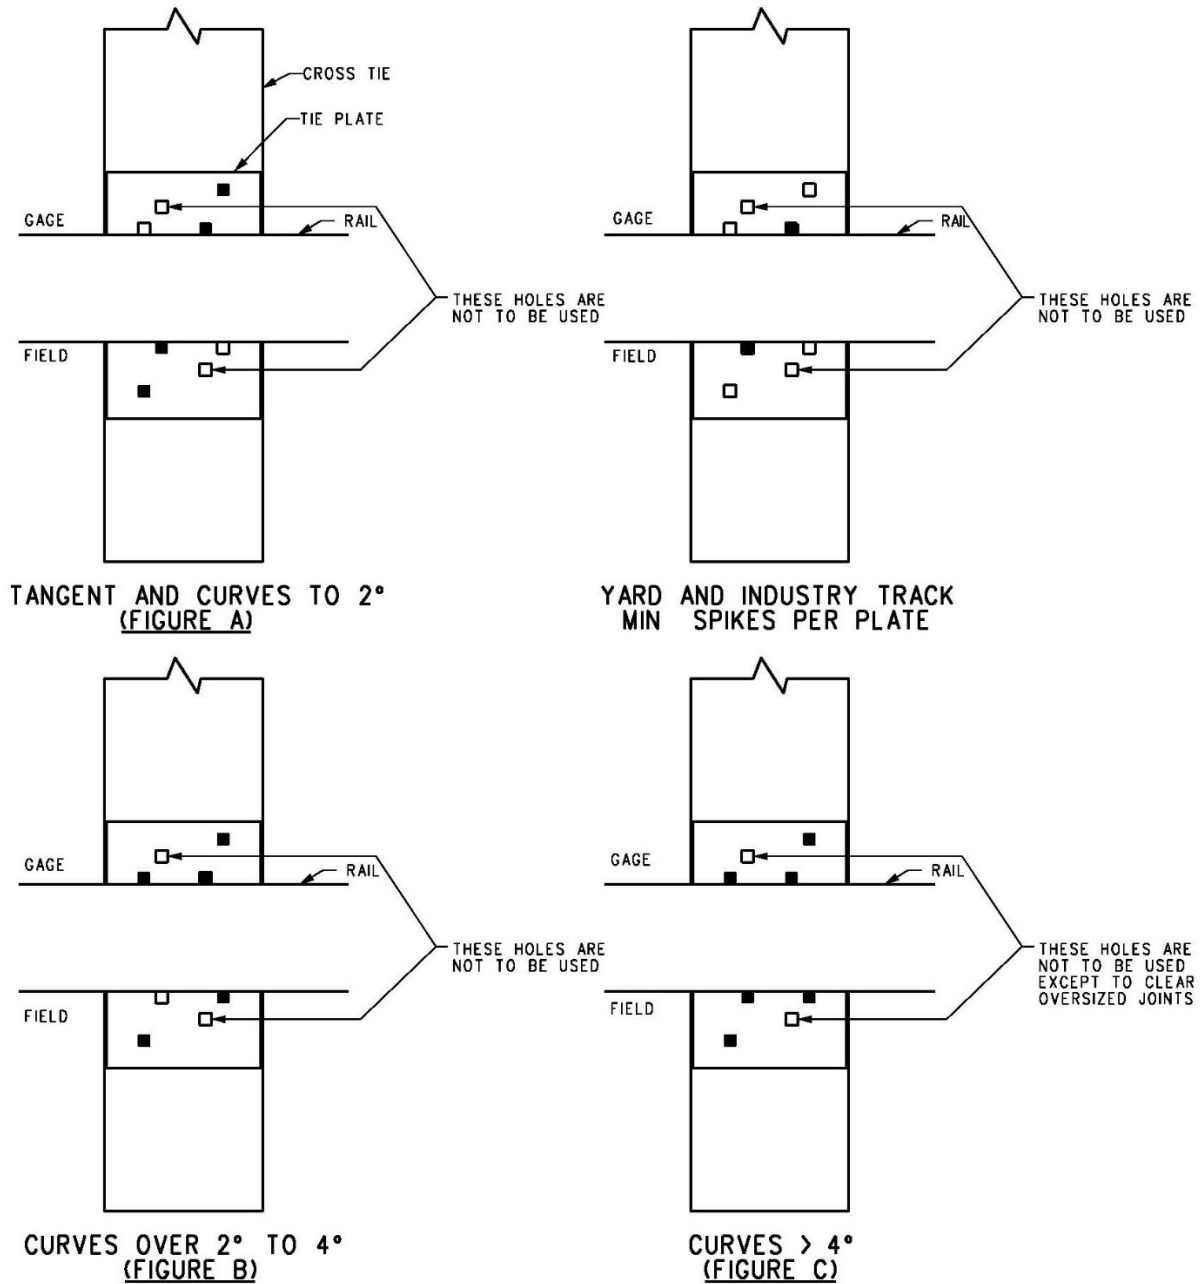 CROSS TIE
TIE PLATE
GAGE
RAIL
THESE HOLES ARE
NOT TO BE USED
FIELD
TANGENT AND CURVES TO 2°
(FIGURE A)
GAGE
RAIL
THESE HOLES ARE
NOT TO BE USED
FIELD
YARD AND INDUSTRY TRACK
MIN SPIKES PER PLATE
GAGE
RAIL
THESE HOLES ARE
NOT TO BE USED
FIELD
CURVES OVER 2° TO 4°
(FIGURE B)
GAGE
RAIL
THESE HOLES ARE
NOT TO BE USED
EXCEPT TO CLEAR
OVERSIZED JOINTS
FIELD
CURVES > 4°
(FIGURE C)